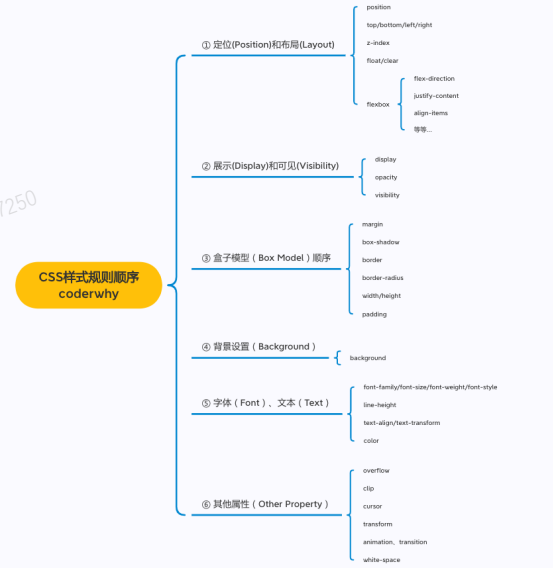 CSS样式规则顺序
coderwhy
① 定位(Position)和布局(Layout)
position
top/bottom/left/right
z-index
float/clear
flexbox
flex-direction
justify-content
align-items
等等...
② 展示(Display)和可见(Visibility)
display
opacity
visibility
③ 盒子模型（Box Model）顺序
margin
box-shadow
border
border-radius
width/height
padding
④ 背景设置（Background）
background
⑤ 字体（Font）、文本（Text）
font-family/font-size/font-weight/font-style
line-height
text-align/text-transform
color
⑥ 其他属性（Other Property）
overflow
clip
cursor
transform
animation、transition
white-space
7250